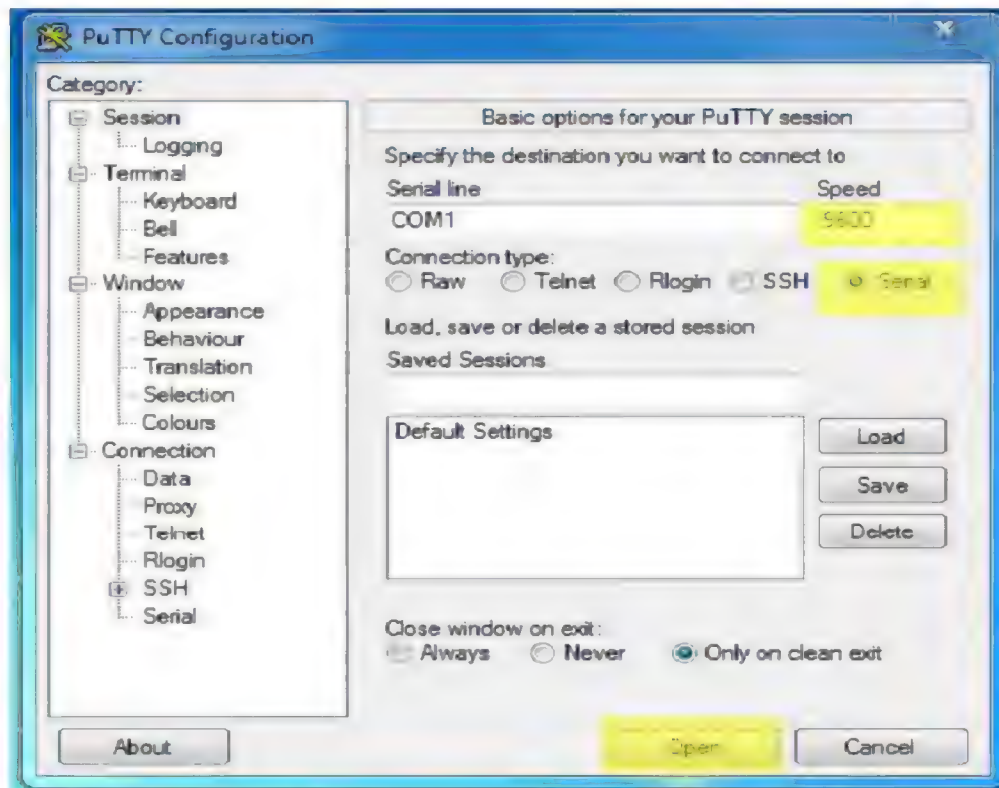 PuTTY Configuration
Category:
Session
Logging
Terminal
Keyboard
Bell
Features
Window
Appearance
Behaviour
Translation
Selection
Colours
Connection
Data
Proxy
Telnet
Rlogin
SSH
Serial
Basic options for your PuTTY session
Specify the destination you want to connect to
Serial line Speed
COM1 9600
Connection type:
Raw Telnet Rlogin SSH Serial
Load, save or delete a stored session
Saved Sessions
Default Settings
Load
Save
Delete
Close window on exit:
Always Never Only on clean exit
About Open Cancel